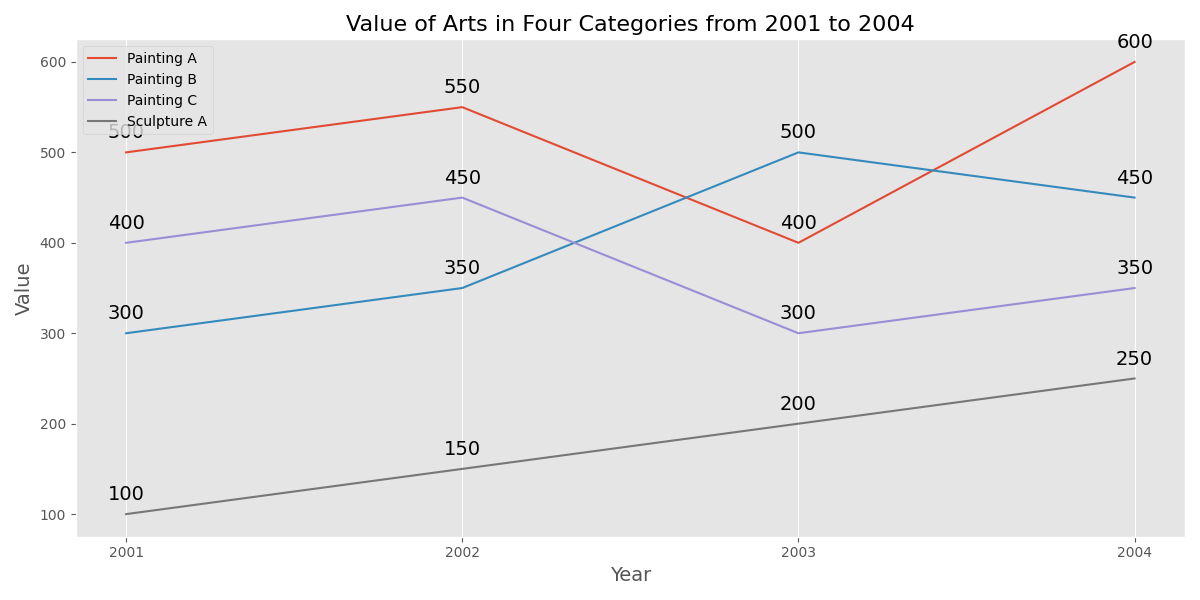 Value of Arts in Four Categories from 2001 to 2004
Painting A
Painting B
Painting C
Sculpture A
600
500
400
300
200
100
Value
500 550 400 600
300 350 500 450
400 450 300 350
100 150 200 250
2001 2002 2003 2004
Year